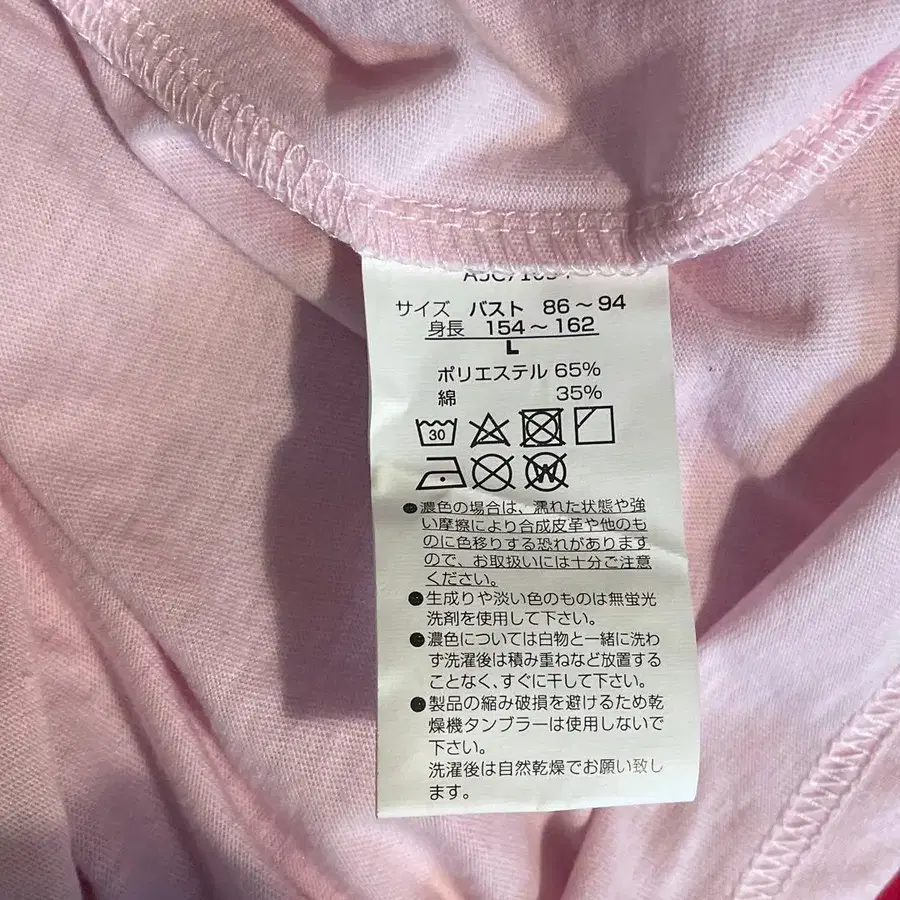 サイズ バスト 86～94
身長 154～162
L
ポリエステル 65%
綿 35%
30
W
●濃色の場合は、濡れた状態や強
い摩擦により合成皮革や他のも
のに色移りする恐れがあります
ので、お取扱いには十分ご注意
ください。
●生成りや淡い色のものは無蛍光
洗剤を使用して下さい。
●濃色については白物と一緒に洗わ
ず洗濯後は積み重ねなど放置する
ことなく、すぐに干して下さい。
●製品の縮み破損を避けるため乾
燥機タンブラーは使用しないで
下さい。
洗濯後は自然乾燥でお願い致し
ます。